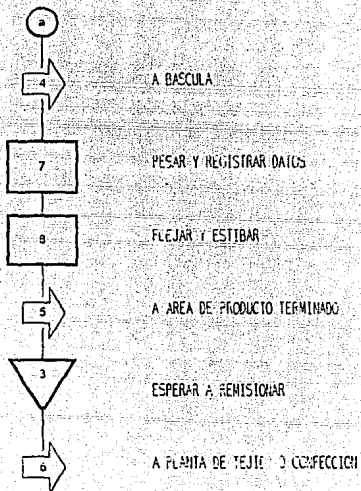 a
4 A BASCULA
7 PESAR Y REGISTRAR DATOS
8 FLEJAR Y ESTIBAR
5 A AREA DE PRODUCTO TERMINADO
3 ESPERAR A REMISIONAR
6 A PLANTA DE CONFECCION